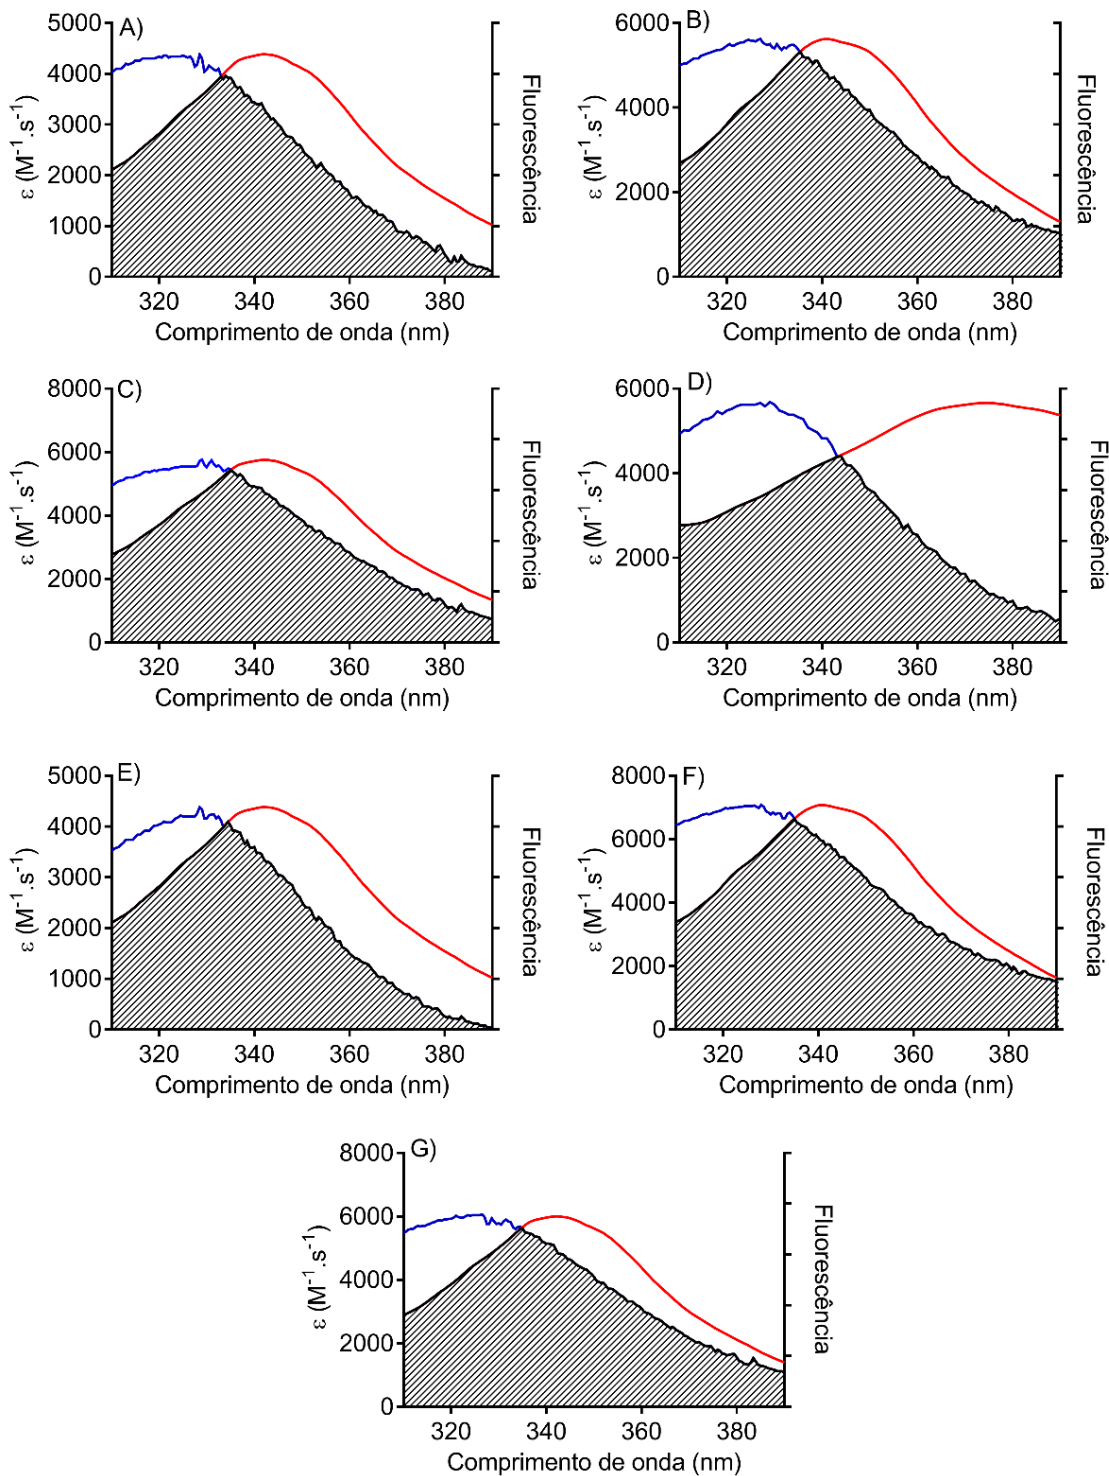 A)
5000
4000
3000
2000
1000
0
ε (M⁻¹.s⁻¹)
Fluorescência
320 340 360 380
Comprimento de onda (nm)
B)
6000
4000
2000
0
ε (M⁻¹.s⁻¹)
Fluorescência
320 340 360 380
Comprimento de onda (nm)
C)
8000
6000
4000
2000
0
ε (M⁻¹.s⁻¹)
Fluorescência
320 340 360 380
Comprimento de onda (nm)
D)
6000
4000
2000
0
ε (M⁻¹.s⁻¹)
Fluorescência
320 340 360 380
Comprimento de onda (nm)
E)
5000
4000
3000
2000
1000
0
ε (M⁻¹.s⁻¹)
Fluorescência
320 340 360 380
Comprimento de onda (nm)
F)
8000
6000
4000
2000
0
ε (M⁻¹.s⁻¹)
Fluorescência
320 340 360 380
Comprimento de onda (nm)
G)
8000
6000
4000
2000
0
ε (M⁻¹.s⁻¹)
Fluorescência
320 340 360 380
Comprimento de onda (nm)